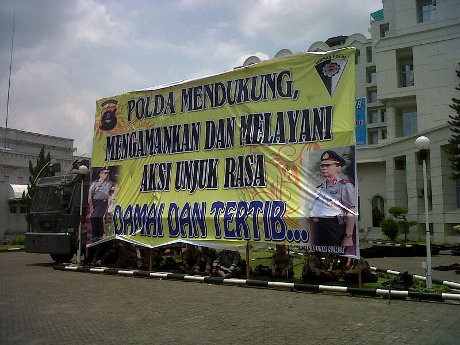 POLDA MENDUKUNG,
MENGAMANKAN DAN MELAYANI
AKSI UNJUK RASA
DAMAI DAN TERTIB...